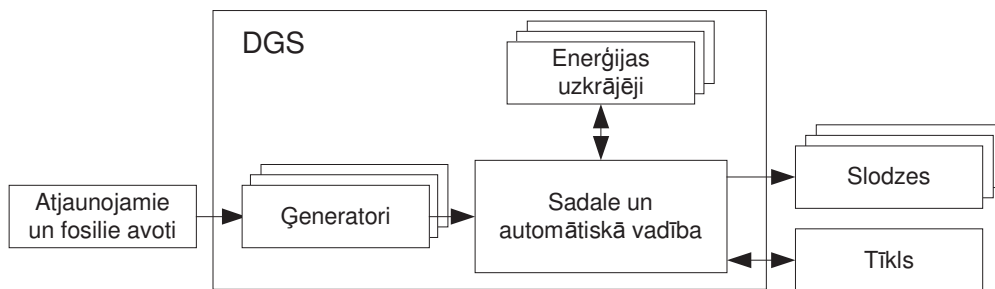 DGS
Enerģijas
uzkrājēji
Atjaunojamie
un fosilie avoti
Ģeneratori
Sadale un
automātiskā vadība
Slodzes
Tīkls